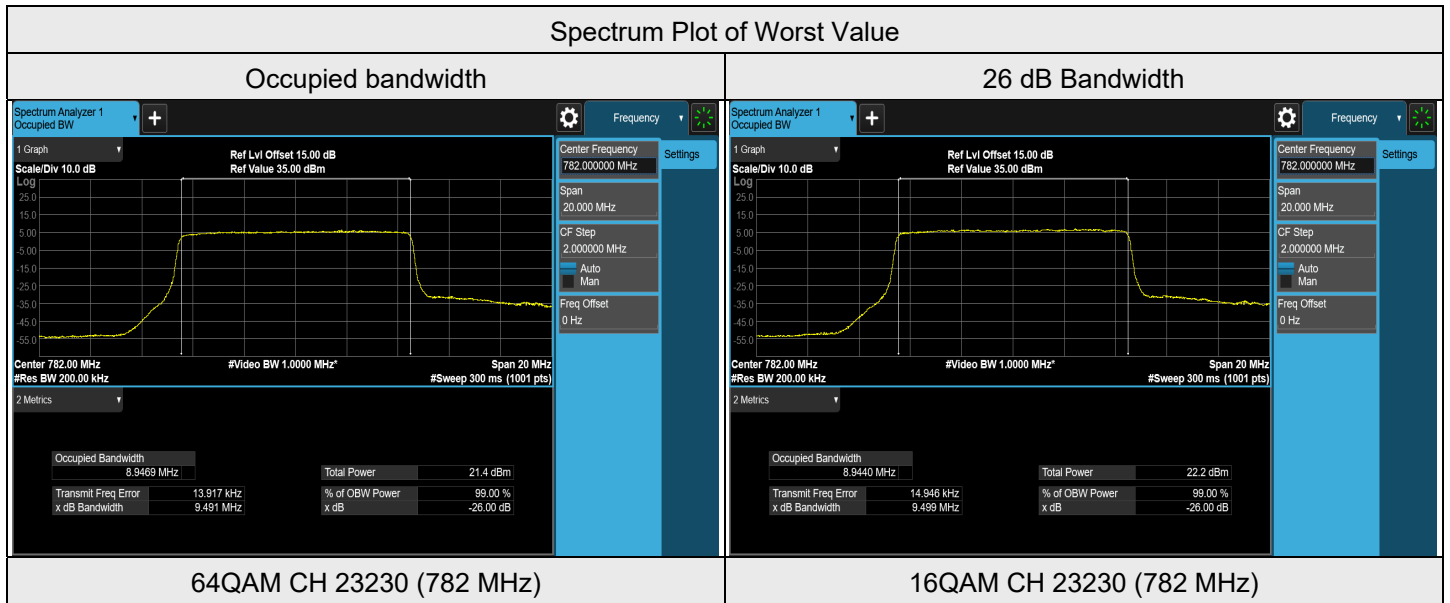 Spectrum Plot of Worst Value
Occupied bandwidth
26 dB Bandwidth
Spectrum Analyzer 1
Occupied BW
+
Frequency
1 Graph
Scale/Div 10.0 dB
Ref Lvl Offset 15.00 dB
Ref Value 35.00 dBm
Log
25.0
15.0
5.00
-5.00
-15.0
-25.0
-35.0
-45.0
-55.0
Center 782.00 MHz
#Res BW 200.00 kHz
#Video BW 1.0000 MHz*
Span 20 MHz
#Sweep 300 ms (1001 pts)
Center Frequency
782.000000 MHz
Settings
Span
20.000 MHz
CF Step
2.000000 MHz
Auto
Man
Freq Offset
0 Hz
2 Metrics
Occupied Bandwidth
8.9469 MHz
Total Power 21.4 dBm
Transmit Freq Error 13.917 kHz
% of OBW Power 99.00 %
x dB Bandwidth 9.491 MHz
x dB -26.00 dB
Spectrum Analyzer 1
Occupied BW
+
Frequency
1 Graph
Scale/Div 10.0 dB
Ref Lvl Offset 15.00 dB
Ref Value 35.00 dBm
Log
25.0
15.0
5.00
-5.00
-15.0
-25.0
-35.0
-45.0
-55.0
Center 782.00 MHz
#Res BW 200.00 kHz
#Video BW 1.0000 MHz*
Span 20 MHz
#Sweep 300 ms (1001 pts)
Center Frequency
782.000000 MHz
Settings
Span
20.000 MHz
CF Step
2.000000 MHz
Auto
Man
Freq Offset
0 Hz
2 Metrics
Occupied Bandwidth
8.9440 MHz
Total Power 22.2 dBm
Transmit Freq Error 14.946 kHz
% of OBW Power 99.00 %
x dB Bandwidth 9.499 MHz
x dB -26.00 dB
64QAM CH 23230 (782 MHz)
16QAM CH 23230 (782 MHz)